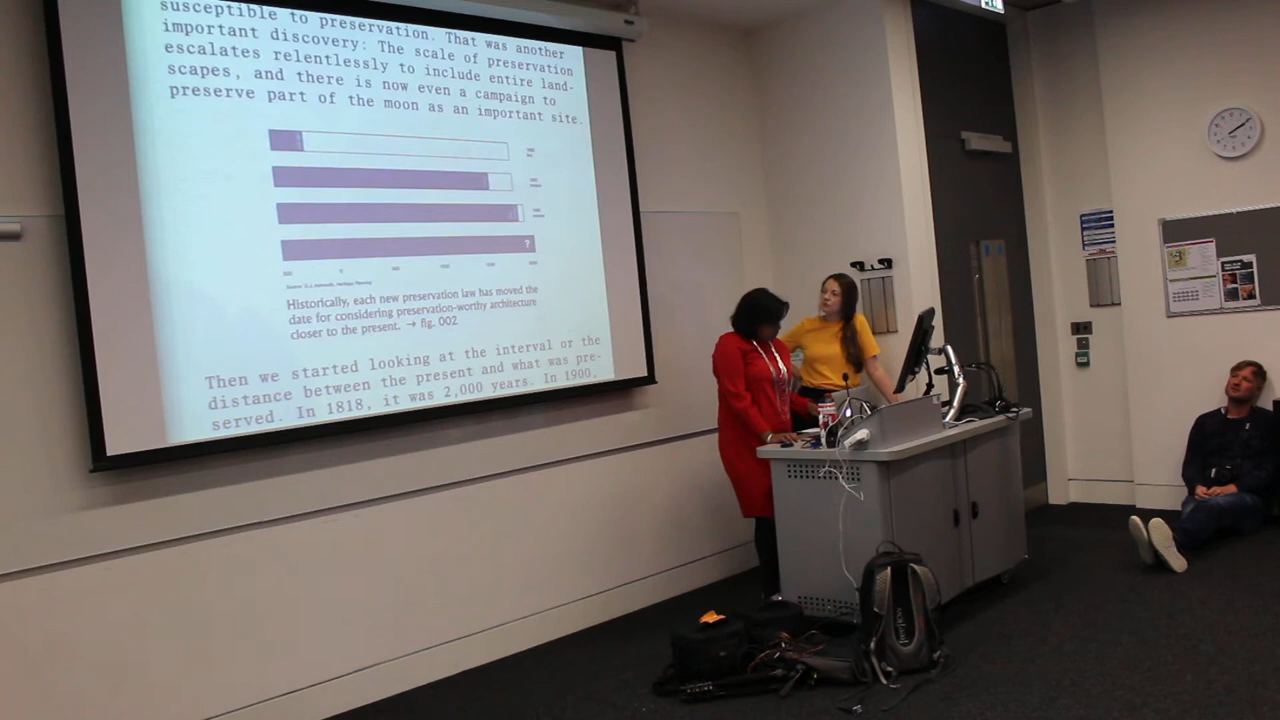 susceptible to preservation. That was another
important discovery: The scale of preservation
escalates relentlessly to include entire land-
scapes, and there is now even a campaign to
preserve part of the moon as an important site.
?
Historically, each new preservation law has moved the
date for considering preservation-worthy architecture
closer to the present. → fig. 002
Then we started looking at the interval or the
distance between the present and what was pre-
served. In 1818, it was 2,000 years. In 1900,